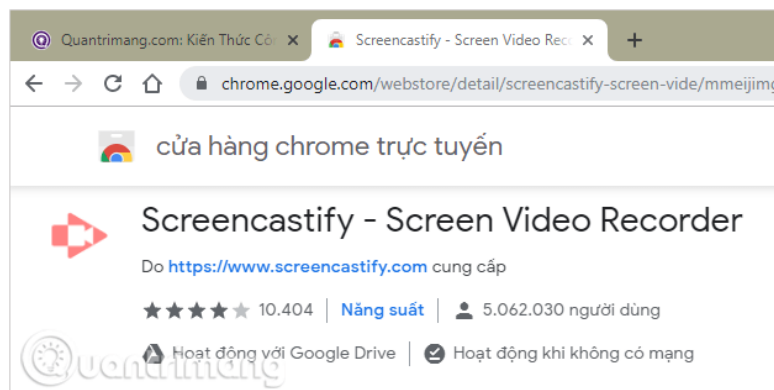 Quantrimang.com: Kiến Thức Cô
Screencastify - Screen Video Rec
chrome.google.com/webstore/detail/screencastify-screen-vide/mmeijimg
cửa hàng chrome trực tuyến
Screencastify - Screen Video Recorder
Do https://www.screencastify.com cung cấp
10.404 Năng suất 5.062.030 người dùng
Hoạt động với Google Drive Hoạt động khi không có mạng
Quantrimang